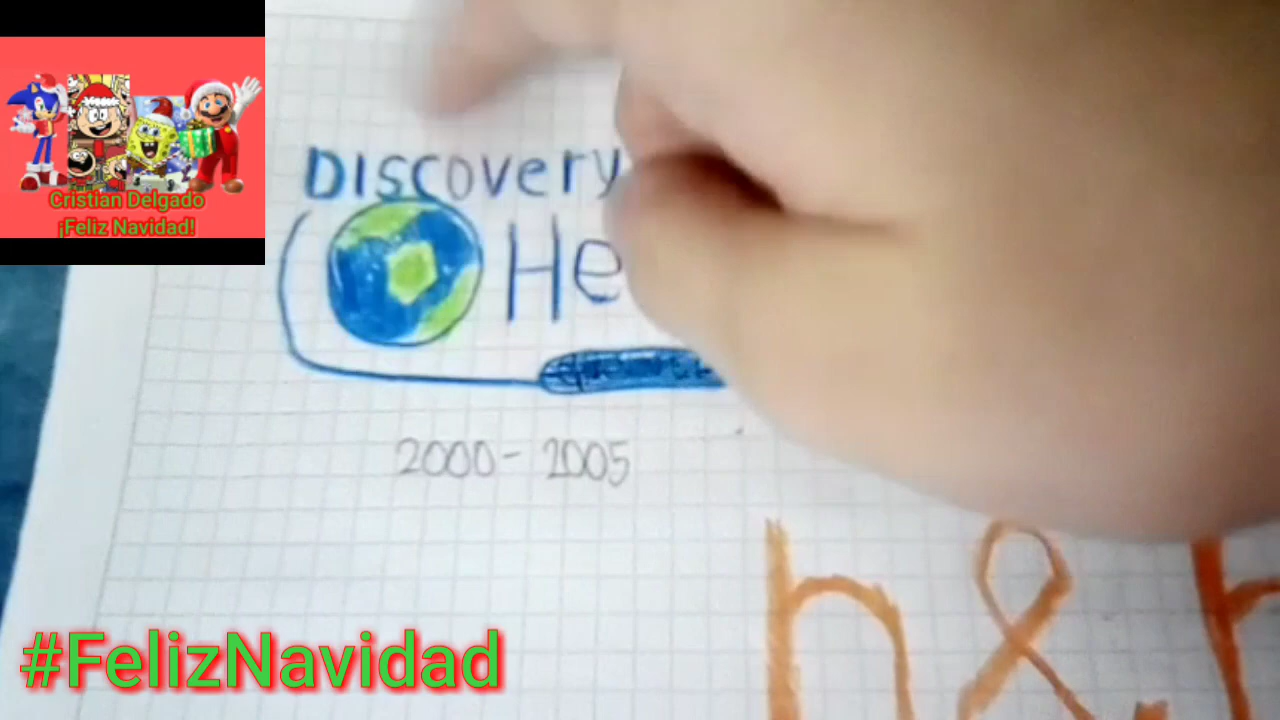 Cristian Delgado
¡Feliz Navidad!
DISCOVERY
He
2000 - 2005
h&
#FelizNavidad